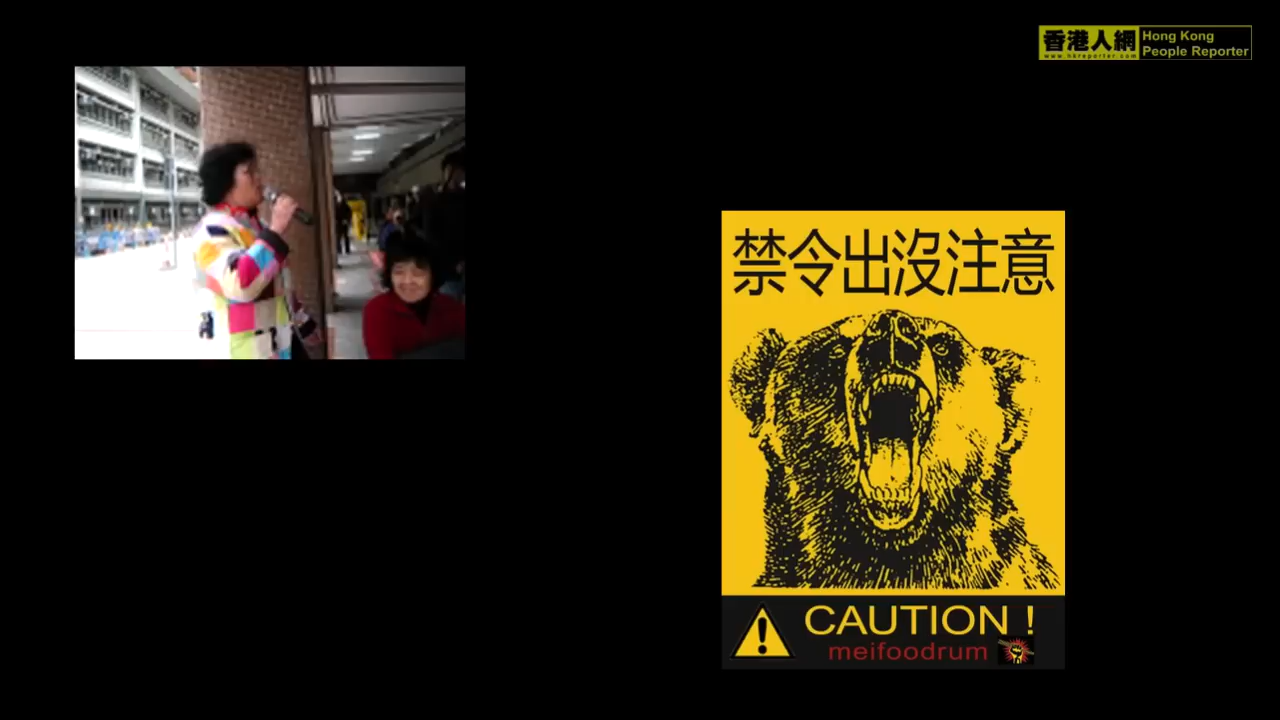 香港人網
www.hkreporter.com
Hong Kong
People Reporter
禁令出沒注意
CAUTION !
meifoodrum